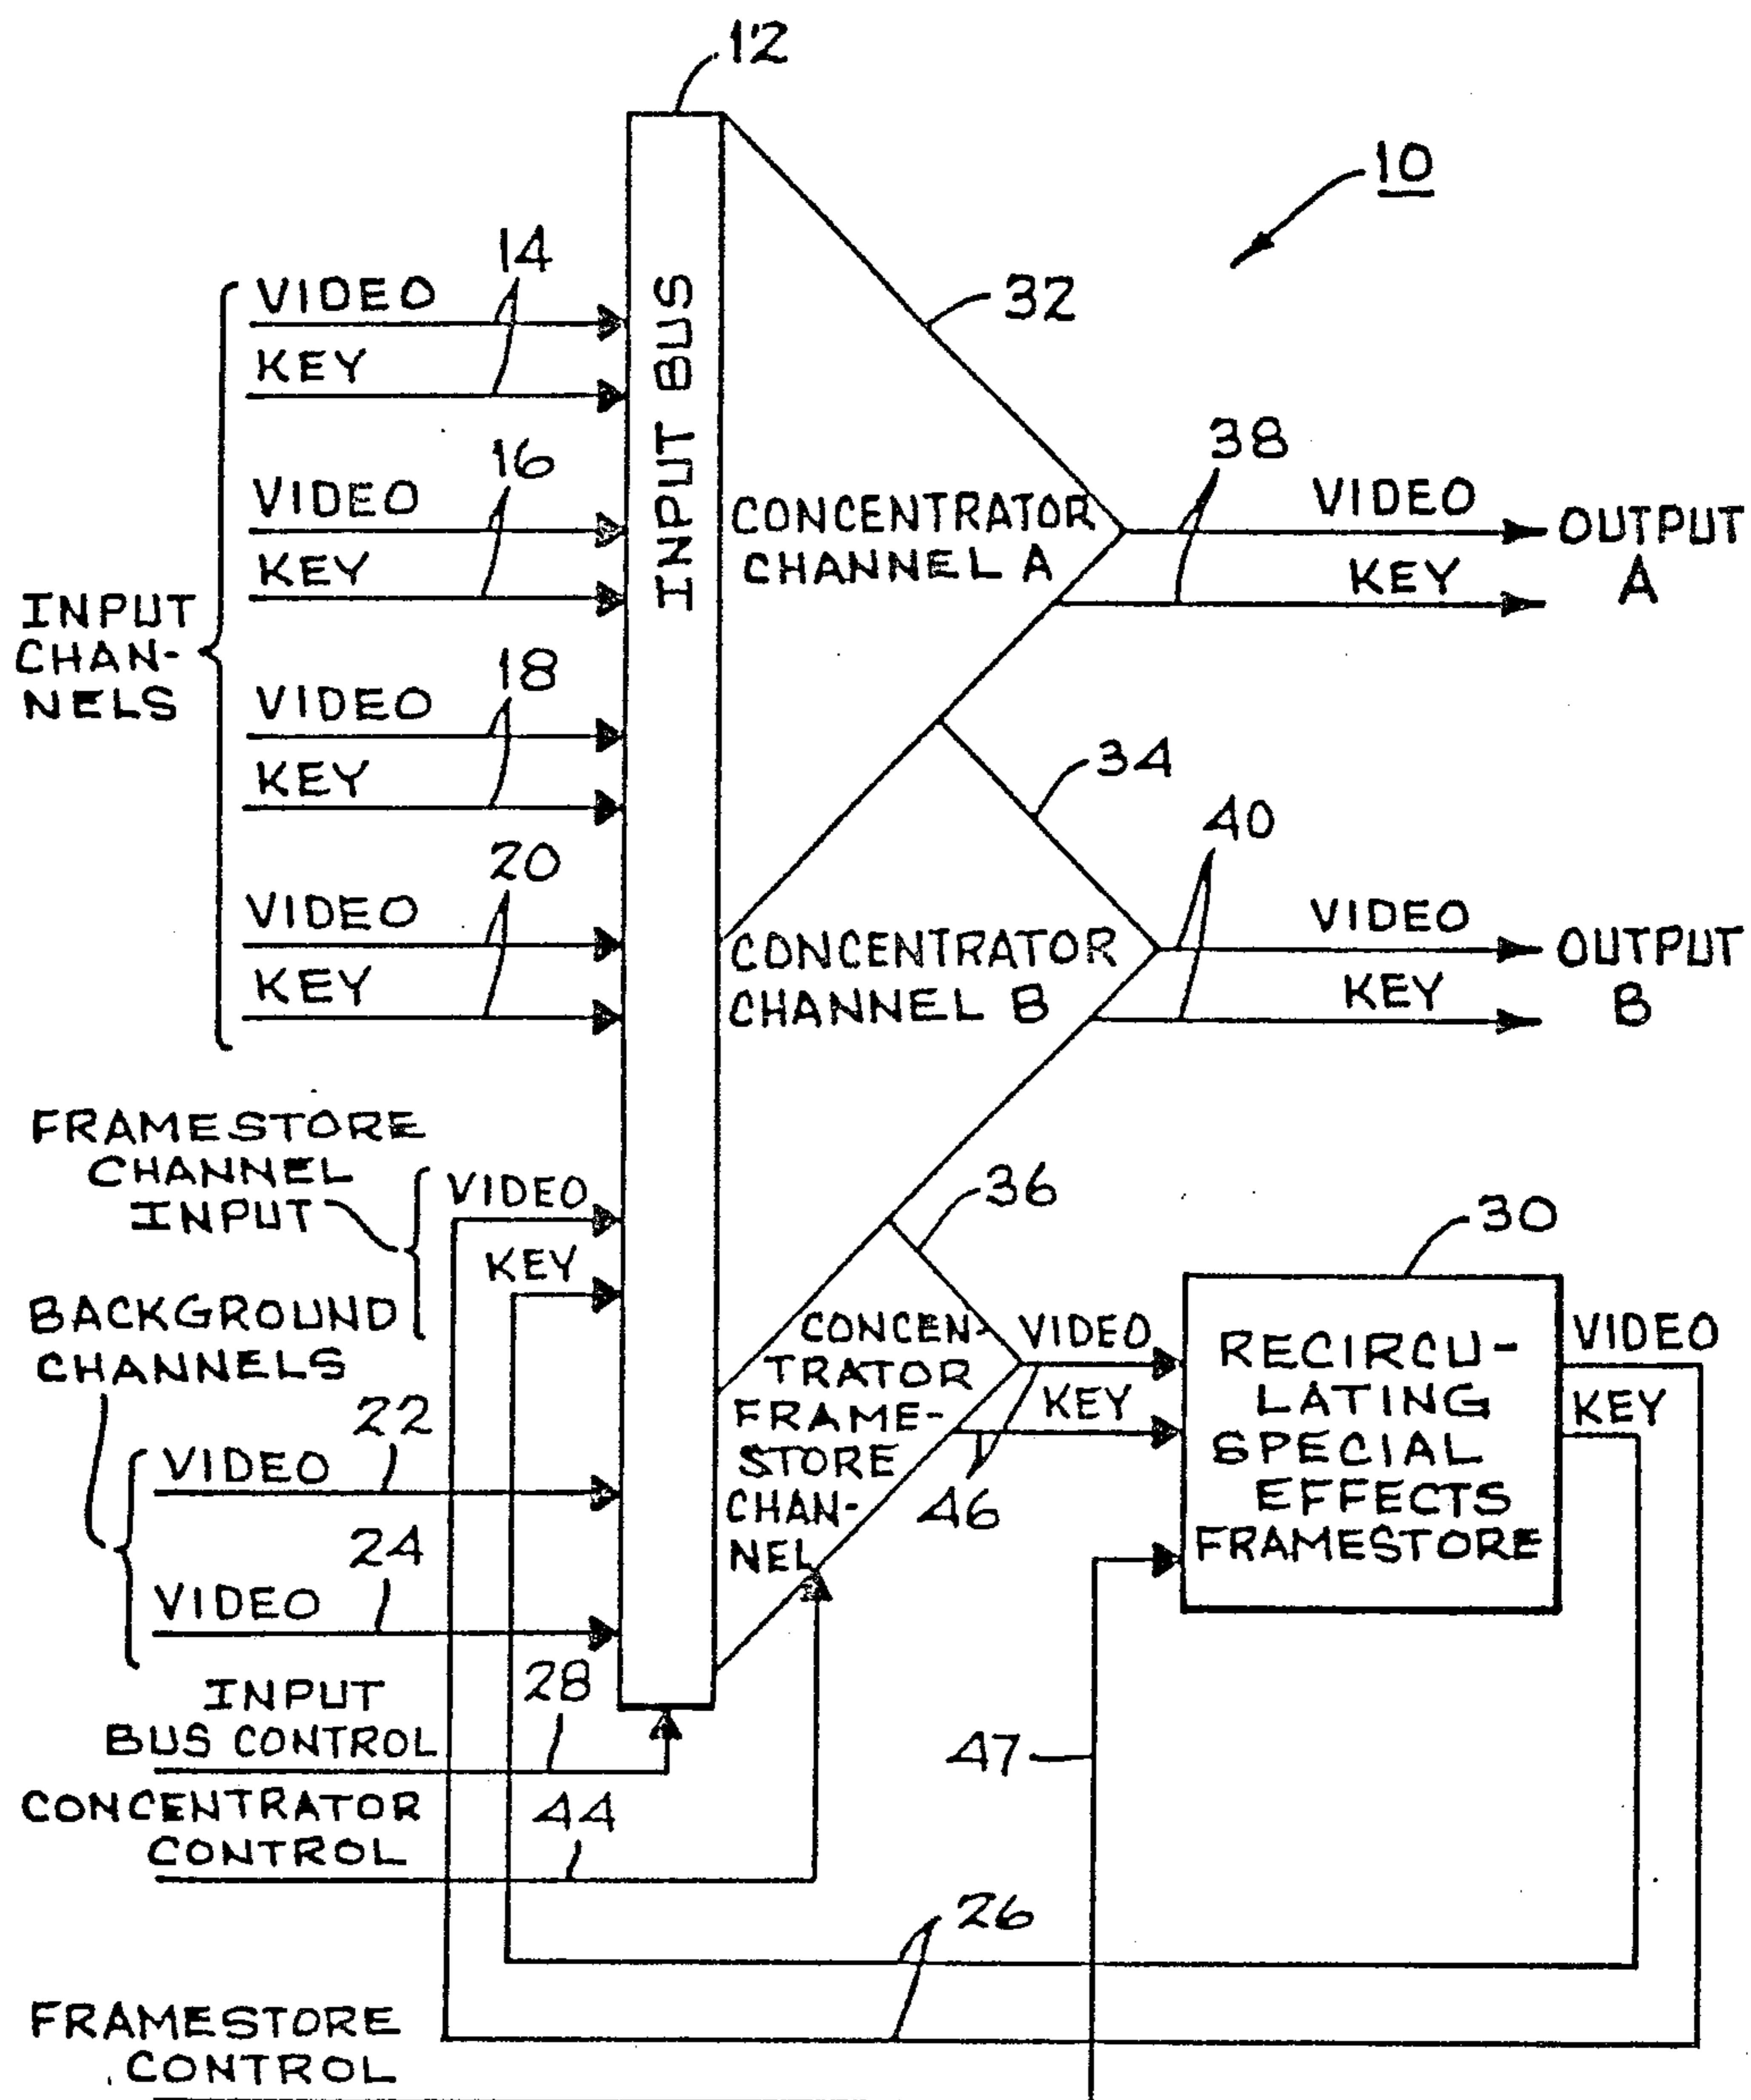 12
10
14
VIDEO
KEY
32
INPUT BUS
16
VIDEO
KEY
38
VIDEO
KEY
OUTPUT
A
CONCENTRATOR
CHANNEL A
INPUT
CHAN-
NELS
18
VIDEO
KEY
34
20
VIDEO
KEY
40
VIDEO
KEY
OUTPUT
B
CONCENTRATOR
CHANNEL B
FRAMESTORE
CHANNEL
INPUT
VIDEO
KEY
36
30
BACKGROUND
CHANNELS
CONCEN-
TRATOR
FRAME-
STORE
CHAN-
NEL
VIDEO
KEY
46
RECIRCU-
LATING
SPECIAL
EFFECTS
FRAMESTORE
VIDEO
KEY
22
VIDEO
24
VIDEO
INPUT
BUS CONTROL
28
47
CONCENTRATOR
CONTROL
44
26
FRAMESTORE
CONTROL